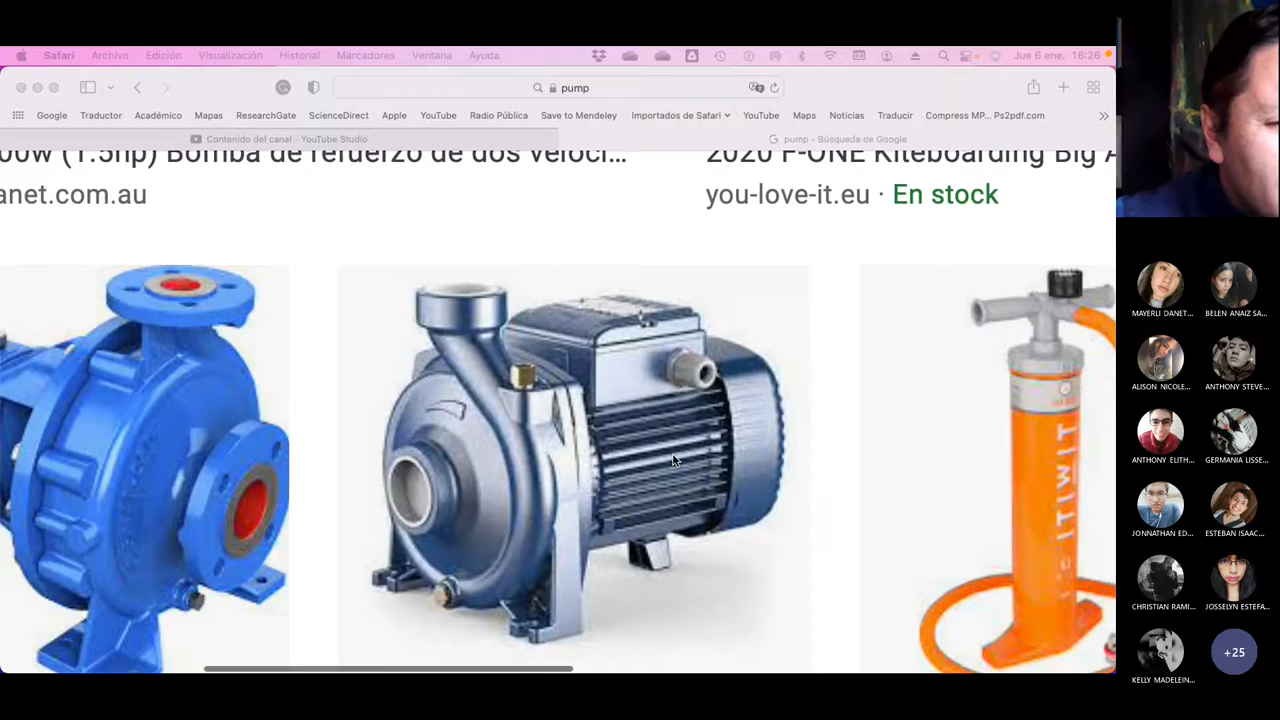 Safari Archivo Edición Visualización Historial Marcadores Ventana Ayuda Jue 6 ene. 16:26
pump
Google Traductor Académico Mapas ResearchGate ScienceDirect Apple YouTube Radio Pública Save to Mendeley Importados de Safari YouTube Maps Noticias Traducir Compress MP... Ps2pdf.com
Contenido del canal - YouTube Studio pump - Búsqueda de Google
00w (1.5hp) Bomba de refuerzo de dos veloci...
anet.com.au
2020 F-ONE Kiteboarding Big A
you-love-it.eu · En stock
ITIWIT
MAYERLI DANET... BELEN ANAIZ SA...
ALISON NICOLE... ANTHONY STEVE...
ANTHONY ELITH... GERMANIA LISSE...
JONNATHAN ED... ESTEBAN ISAAC...
CHRISTIAN RAMI... JOSSELYN ESTEFA...
KELLY MADELEIN... +25